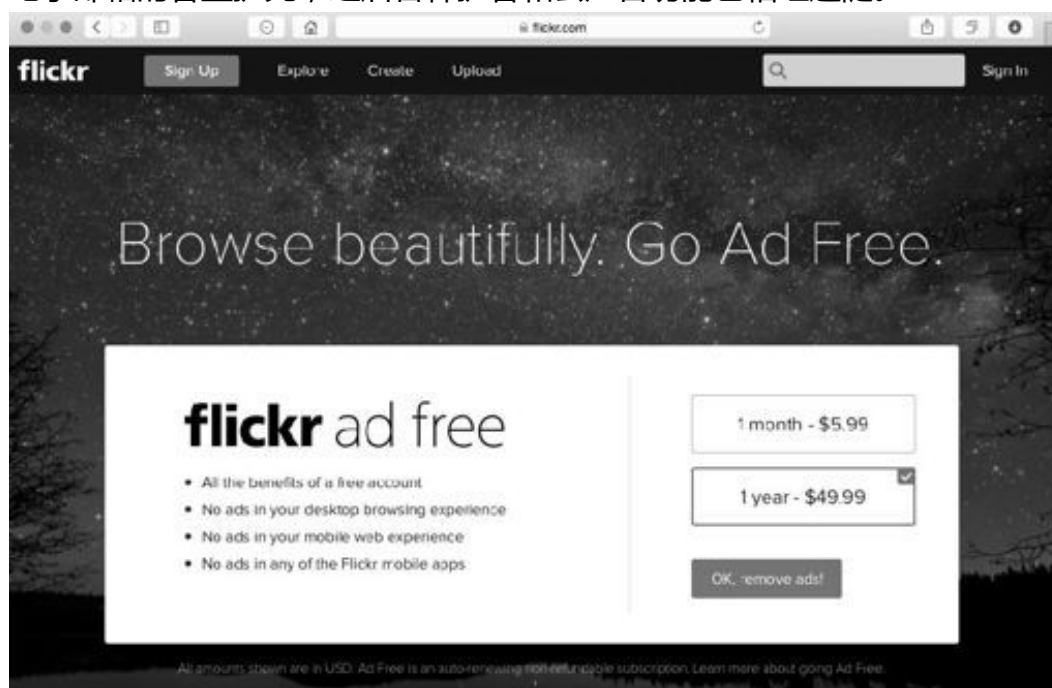 flickr.com
flickr Sign Up Explore Create Upload Sign In
Browse beautifully. Go Ad Free.
flickr ad free
• All the benefits of a free account
• No ads in your desktop browsing experience
• No ads in your mobile web experience
• No ads in any of the Flickr mobile apps
1 month - $5.99
1 year - $49.99
OK, remove ads!
All amounts shown are in USD. Ad Free is an auto-renewing non-refundable subscription. Learn more about going Ad Free.